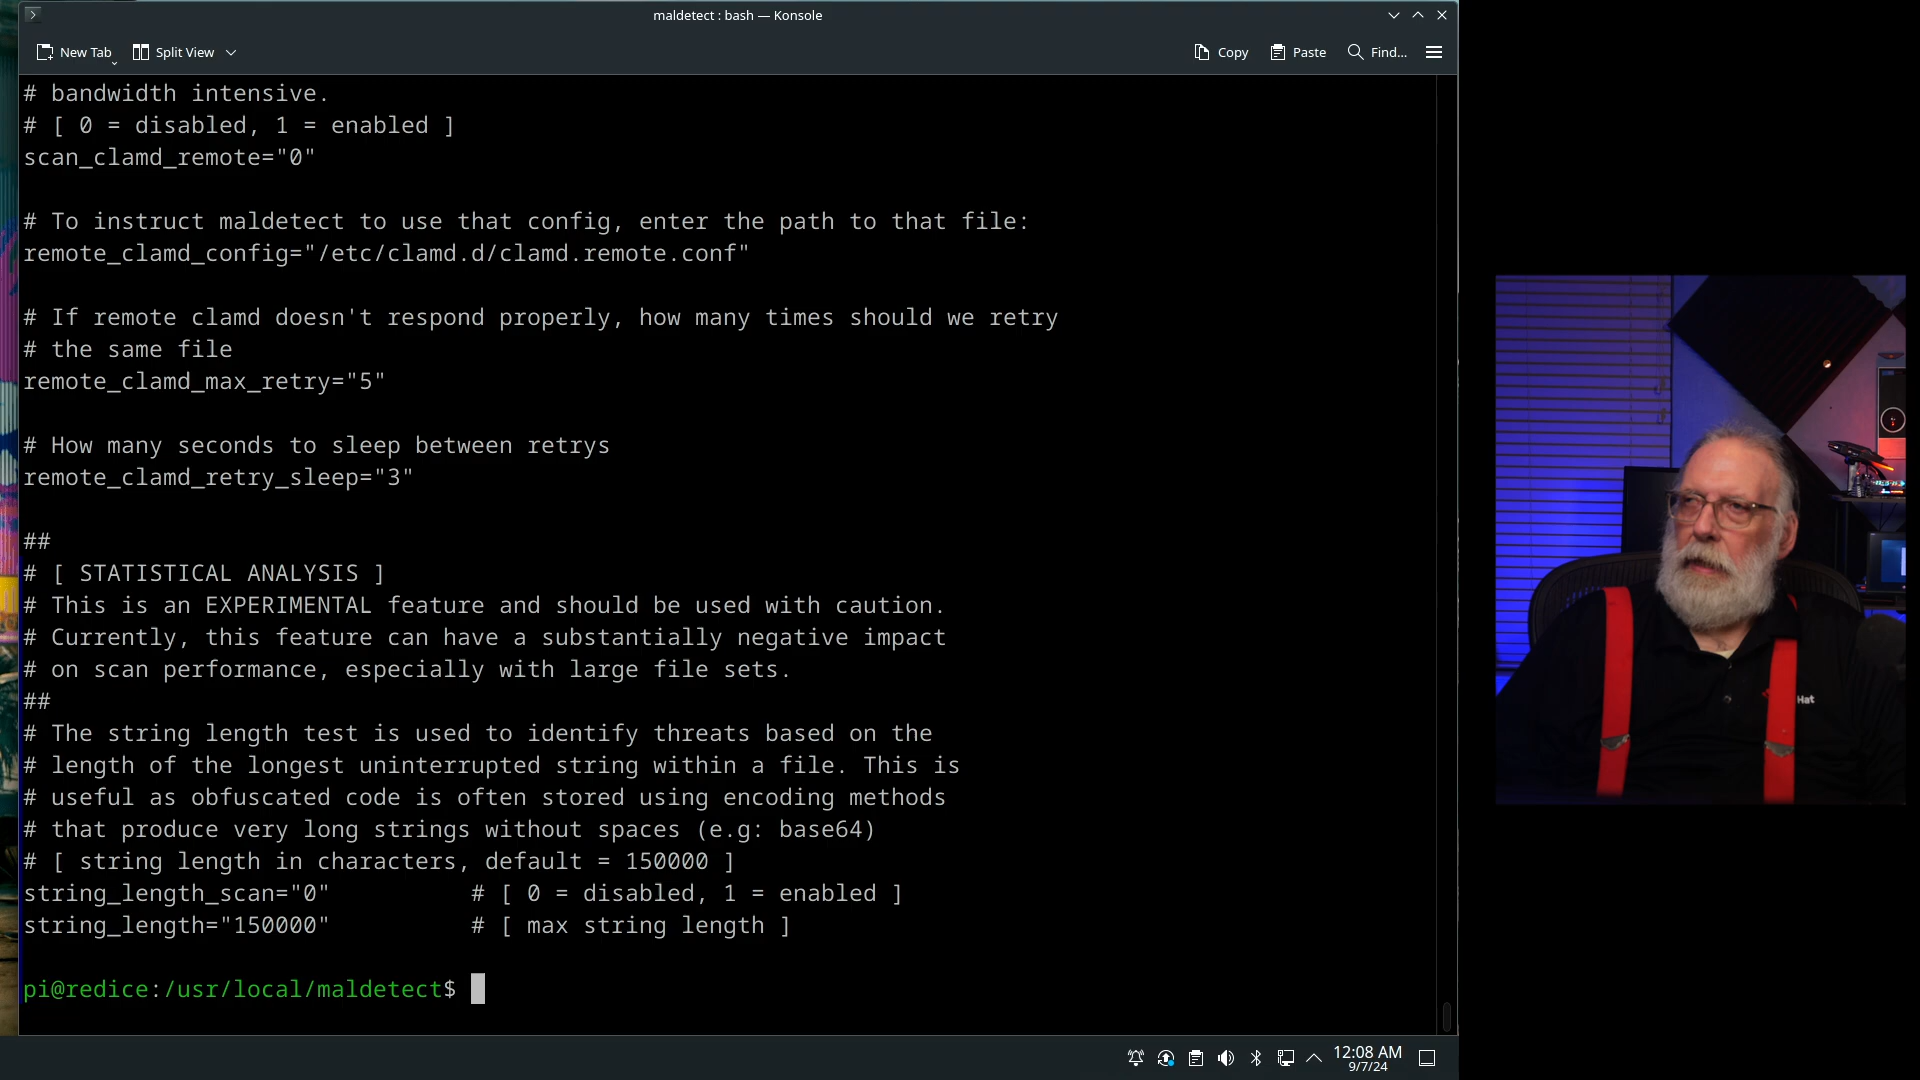 maldetect : bash — Konsole
New Tab
Split View
Copy
Paste
Find...
# bandwidth intensive.
# [ 0 = disabled, 1 = enabled ]
scan_clamd_remote="0"
# To instruct maldetect to use that config, enter the path to that file:
remote_clamd_config="/etc/clamd.d/clamd.remote.conf"
# If remote clamd doesn't respond properly, how many times should we retry
# the same file
remote_clamd_max_retry="5"
# How many seconds to sleep between retrys
remote_clamd_retry_sleep="3"
##
# [ STATISTICAL ANALYSIS ]
# This is an EXPERIMENTAL feature and should be used with caution.
# Currently, this feature can have a substantially negative impact
# on scan performance, especially with large file sets.
##
# The string length test is used to identify threats based on the
# length of the longest uninterrupted string within a file. This is
# useful as obfuscated code is often stored using encoding methods
# that produce very long strings without spaces (e.g: base64)
# [ string length in characters, default = 150000 ]
string_length_scan="0" # [ 0 = disabled, 1 = enabled ]
string_length="150000" # [ max string length ]
pi@redice:/usr/local/maldetect$
Hat
12:08 AM
9/7/24